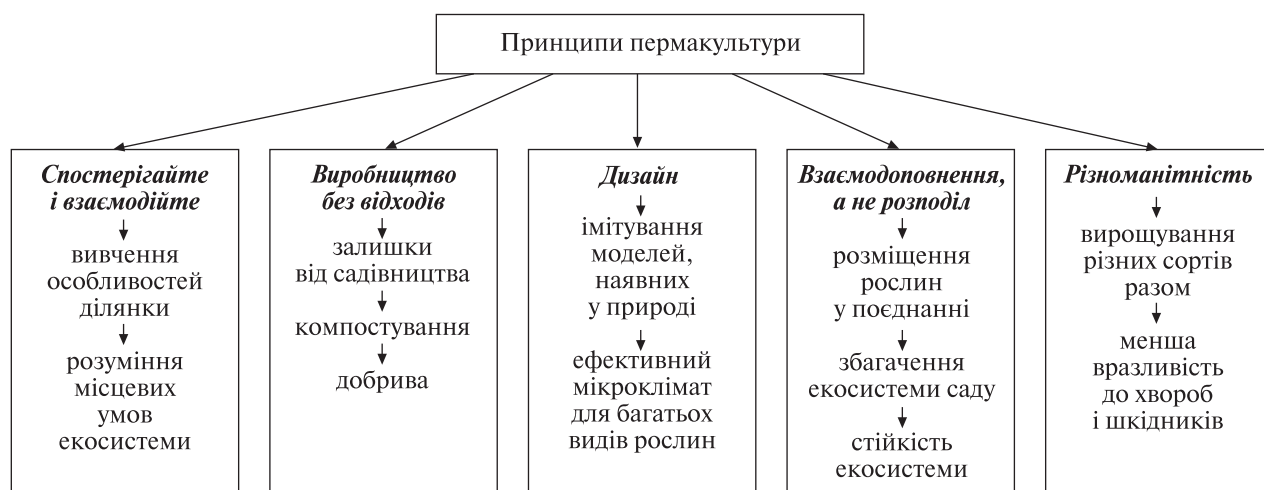 Принципи пермакультури
Спостерігайте
і взаємодійте
вивчення
особливостей
ділянки
розуміння
місцевих
умов
екосистеми
Виробництво
без відходів
залишки
від садівництва
компостування
добрива
Дизайн
імітування
моделей,
наявних
у природі
ефективний
мікроклімат
для багатьох
видів рослин
Взаємодоповнення,
а не розподіл
розміщення
рослин
у поєднанні
збагачення
екосистеми саду
стійкість
екосистеми
Різноманітність
вирощування
різних сортів
разом
менша
вразливість
до хвороб
і шкідників